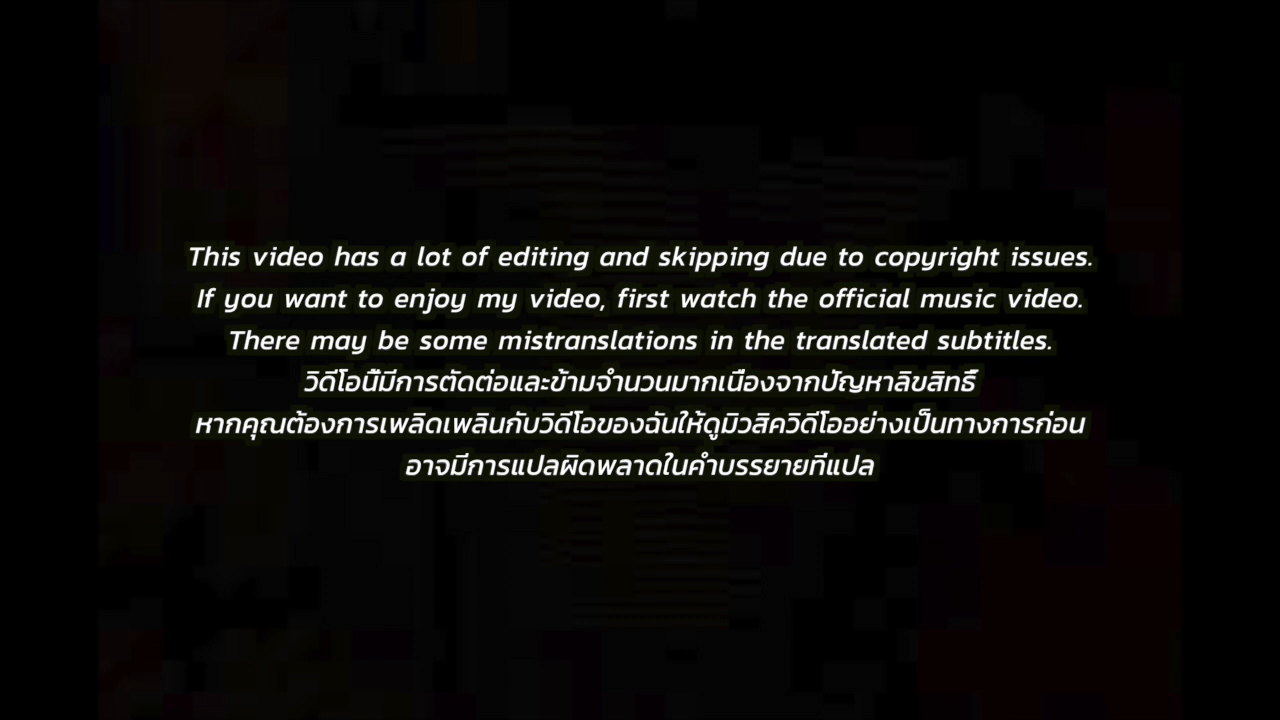 This video has a lot of editing and skipping due to copyright issues.
If you want to enjoy my video, first watch the official music video.
There may be some mistranslations in the translated subtitles.
วิดีโอนี้มีการตัดต่อและข้ามจำนวนมากเนื่องจากปัญหาลิขสิทธิ์
หากคุณต้องการเพลิดเพลินกับวิดีโอของฉันให้ดูมิวสิควิดีโออย่างเป็นทางการก่อน
อาจมีการแปลผิดพลาดในคำบรรยายที่แปล